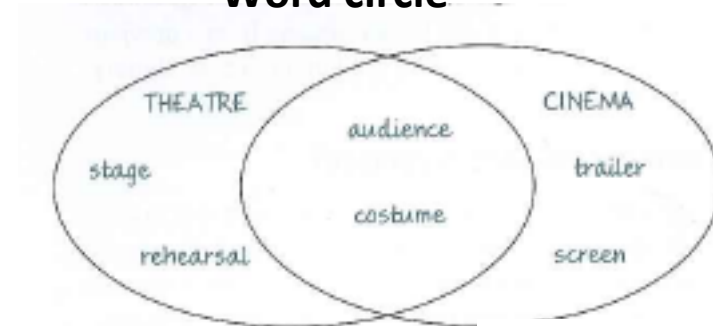 Word circle
THEATRE
CINEMA
audience
stage
trailer
costume
rehearsal
screen